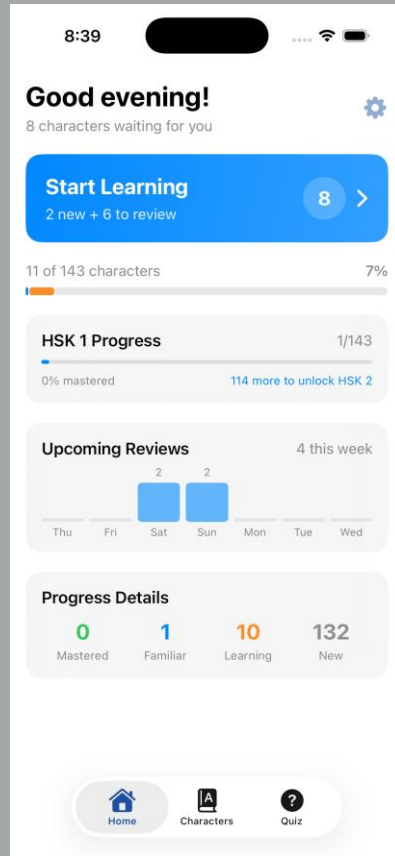 8:39
Good evening!
8 characters waiting for you
Start Learning
2 new + 6 to review
8
11 of 143 characters 7%
HSK 1 Progress 1/143
0% mastered 114 more to unlock HSK 2
Upcoming Reviews 4 this week
2 2
Thu Fri Sat Sun Mon Tue Wed
Progress Details
0 1 10 132
Mastered Familiar Learning New
A ?
Home Characters Quiz